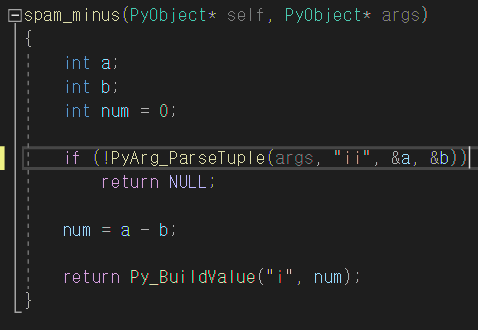 spam_minus(PyObject* self, PyObject* args)
{
    int a;
    int b;
    int num = 0;

    if (!PyArg_ParseTuple(args, "ii", &a, &b))
        return NULL;

    num = a - b;

    return Py_BuildValue("i", num);
}